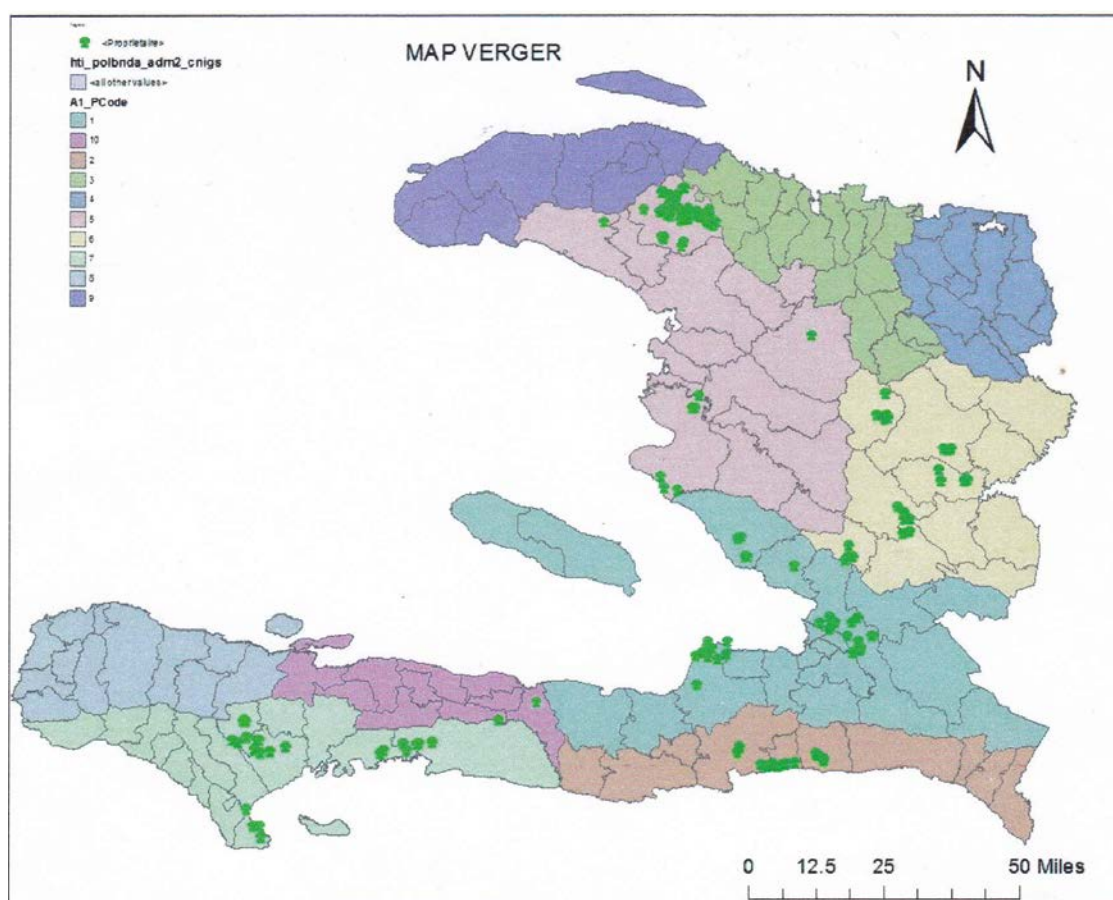 <Proprietaire>
MAP VERGER
hti_polbnda_adm2_cnigs
<all other values>
A1_PCode
1
10
2
3
4
5
6
7
8
9
N
0 12.5 25 50 Miles